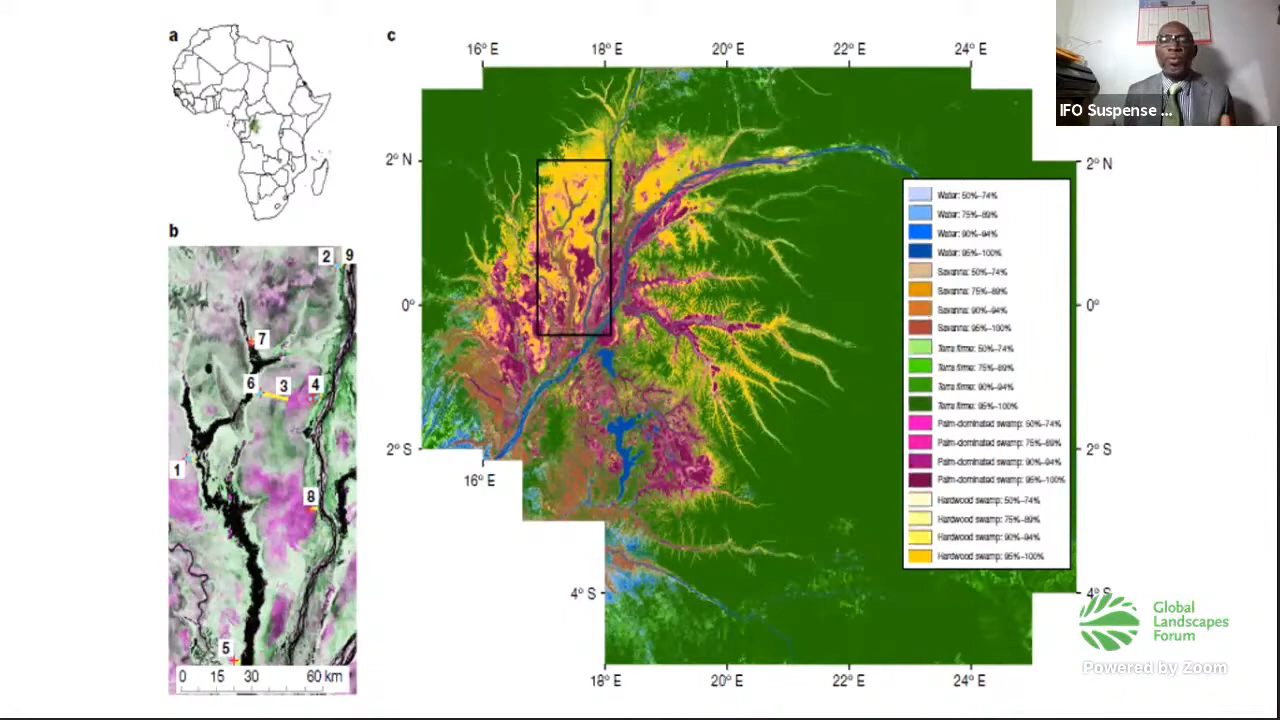 a
c
16° E
18° E
20° E
22° E
24° E
IFO Suspense ...
2° N
2° N
b
2
9
7
6
3
4
1
8
5
0
15
30
60 km
0°
0°
2° S
2° S
16° E
4° S
4° S
18° E
20° E
22° E
24° E
Water: 50%–74%
Water: 75%–89%
Water: 90%–94%
Water: 95%–100%
Savanna: 50%–74%
Savanna: 75%–89%
Savanna: 90%–94%
Savanna: 95%–100%
Terra firme: 50%–74%
Terra firme: 75%–89%
Terra firme: 90%–94%
Terra firme: 95%–100%
Palm-dominated swamp: 50%–74%
Palm-dominated swamp: 75%–89%
Palm-dominated swamp: 90%–94%
Palm-dominated swamp: 95%–100%
Hardwood swamp: 50%–74%
Hardwood swamp: 75%–89%
Hardwood swamp: 90%–94%
Hardwood swamp: 95%–100%
Global
Landscapes
Forum
Powered by Zoom